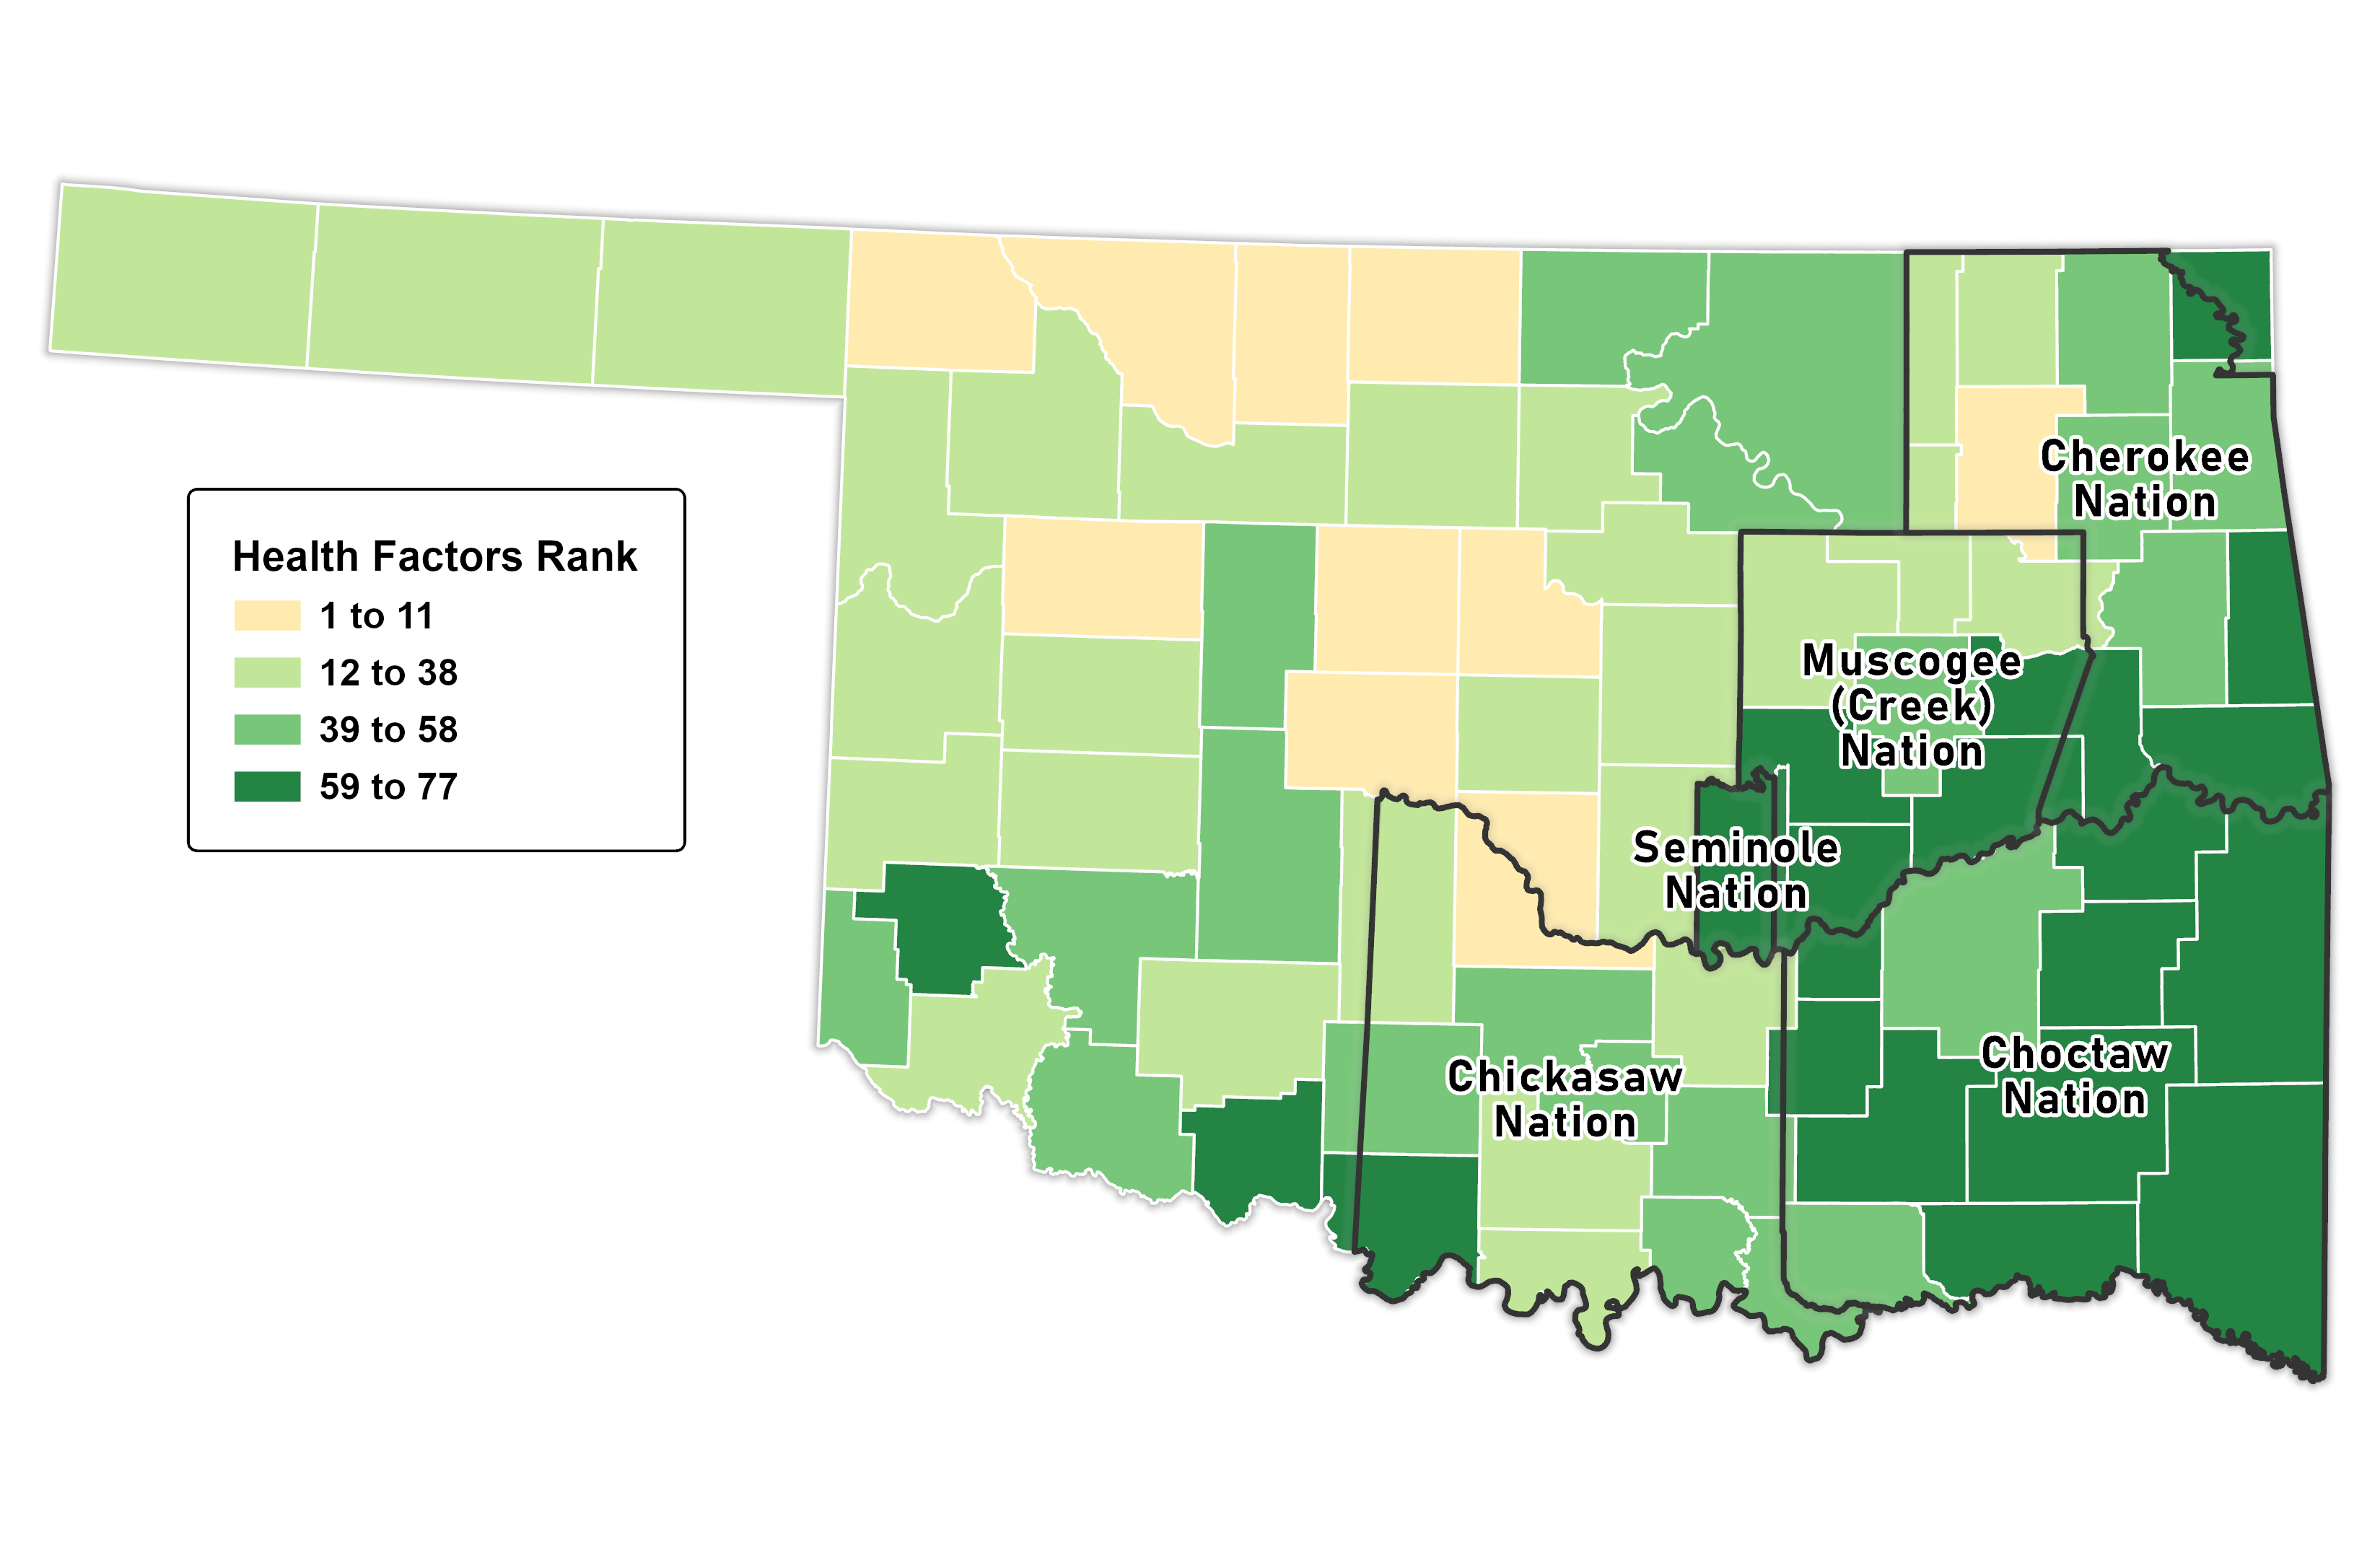 Health Factors Rank
1 to 11
12 to 38
39 to 58
59 to 77
Cherokee
Nation
Muscogee
(Creek)
Nation
Seminole
Nation
Chickasaw
Nation
Choctaw
Nation